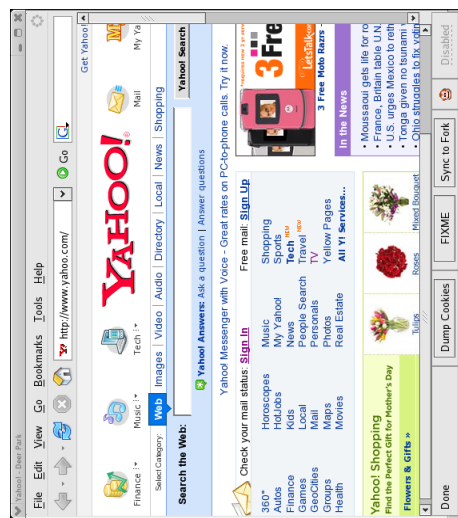 Yahoo! - Deer Park
File Edit View Go Bookmarks Tools Help
http://www.yahoo.com/ Go G
Get Yahoo!
Finance Music Tech YAHOO! Mail My Ya
Select Category: Web Images Video Audio Directory Local News Shopping
Search the Web: Yahoo! Search
Yahoo! Answers: Ask a question | Answer questions
Yahoo! Messenger with Voice - Great rates on PC-to-phone calls. Try it now.
Check your mail status: Sign In Free mail: Sign Up
360° Horoscopes Music Shopping
Autos HotJobs My Yahoo! Sports
Finance Kids News Tech NEW
Games Local People Search Travel NEW
GeoCities Mail Personals TV
Groups Maps Photos Yellow Pages
Health Movies Real Estate All Y! Services...
3 Free
LetsTalk
3 Free Moto Razrs -
In the News
• Moussaoui gets life for
• France, Britain table U.N.
• U.S. urges Mexico to reth
• Tonga given no tsunami
• Ohio struggles to fix votin
Yahoo! Shopping
Find the Perfect Gift for Mother's Day
Flowers & Gifts »
Tulips Roses Mixed Bouquet
Done Dump Cookies FIXME Sync to Fork Disabled